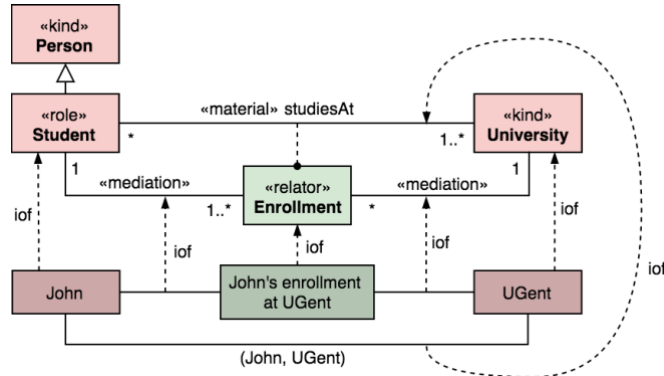 «kind»
Person
«role»
Student
«material» studiesAt
«kind»
University
*
1..*
1
«mediation»
1..*
«relator»
Enrollment
*
«mediation»
1
iof
iof
iof
iof
iof
iof
John
John's enrollment
at UGent
UGent
(John, UGent)